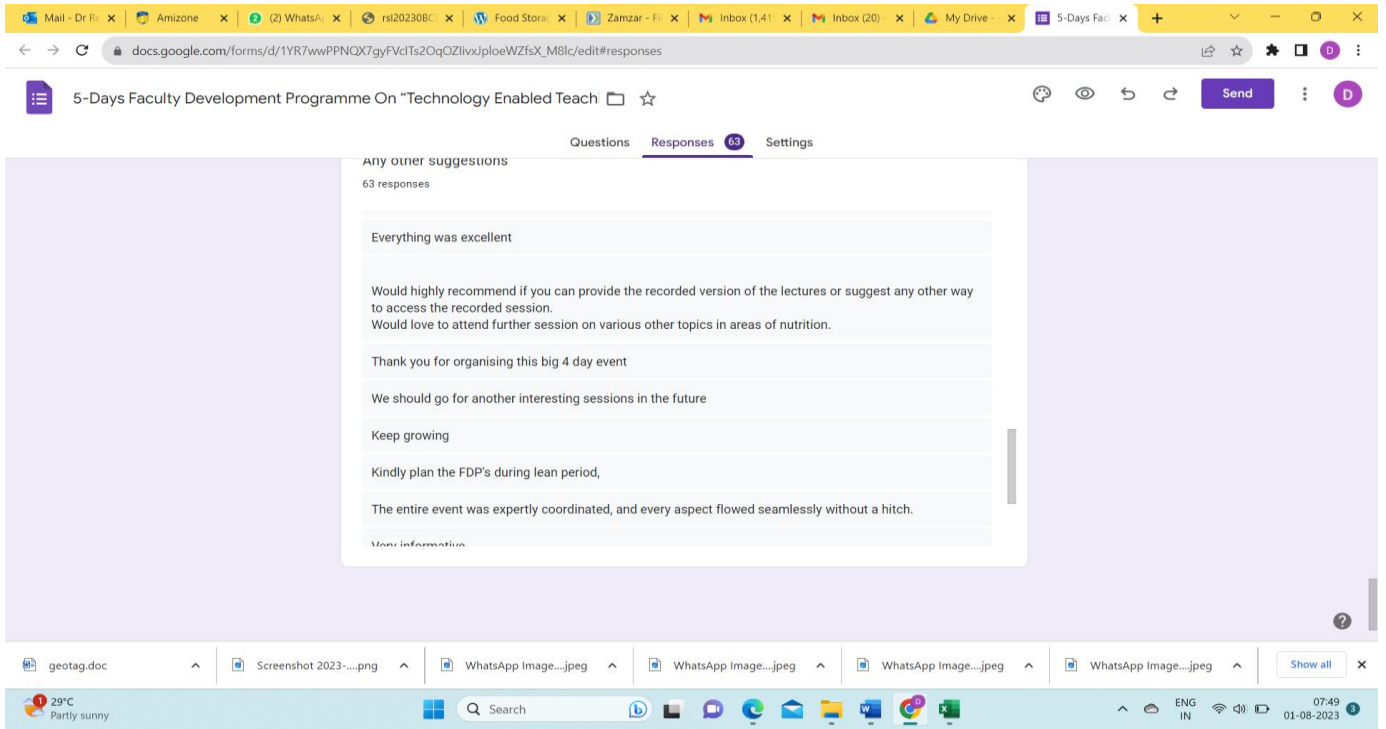 Mail - Dr R
Amizone
(2) WhatsA
rsl20230BC
Food Storag
Zamzar - Fil
Inbox (1,41
Inbox (20) -
My Drive -
5-Days Fac
docs.google.com/forms/d/1YR7wwPPNQX7gyFVcITs2OqOZIivxJploeWZfsX_M8lc/edit#responses
D
5-Days Faculty Development Programme On “Technology Enabled Teach
Send
D
Questions Responses 63 Settings
Any other suggestions
63 responses
Everything was excellent
Would highly recommend if you can provide the recorded version of the lectures or suggest any other way
to access the recorded session.
Would love to attend further session on various other topics in areas of nutrition.
Thank you for organising this big 4 day event
We should go for another interesting sessions in the future
Keep growing
Kindly plan the FDP's during lean period,
The entire event was expertly coordinated, and every aspect flowed seamlessly without a hitch.
Very informative
geotag.doc
Screenshot 2023-....png
WhatsApp Image....jpeg
WhatsApp Image....jpeg
WhatsApp Image....jpeg
WhatsApp Image....jpeg
Show all
1
29°C
Partly sunny
Search
ENG
IN
07:49
01-08-2023
3